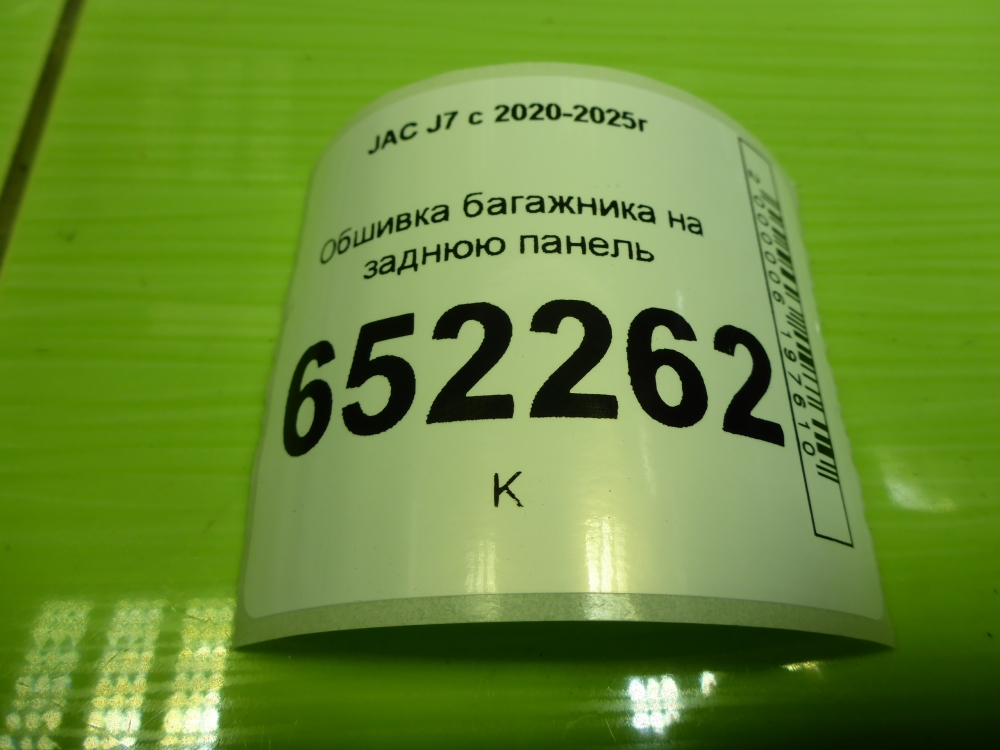 JAC J7 с 2020-2025г
Обшивка багажника на
заднюю панель
652262
К
2000006197610